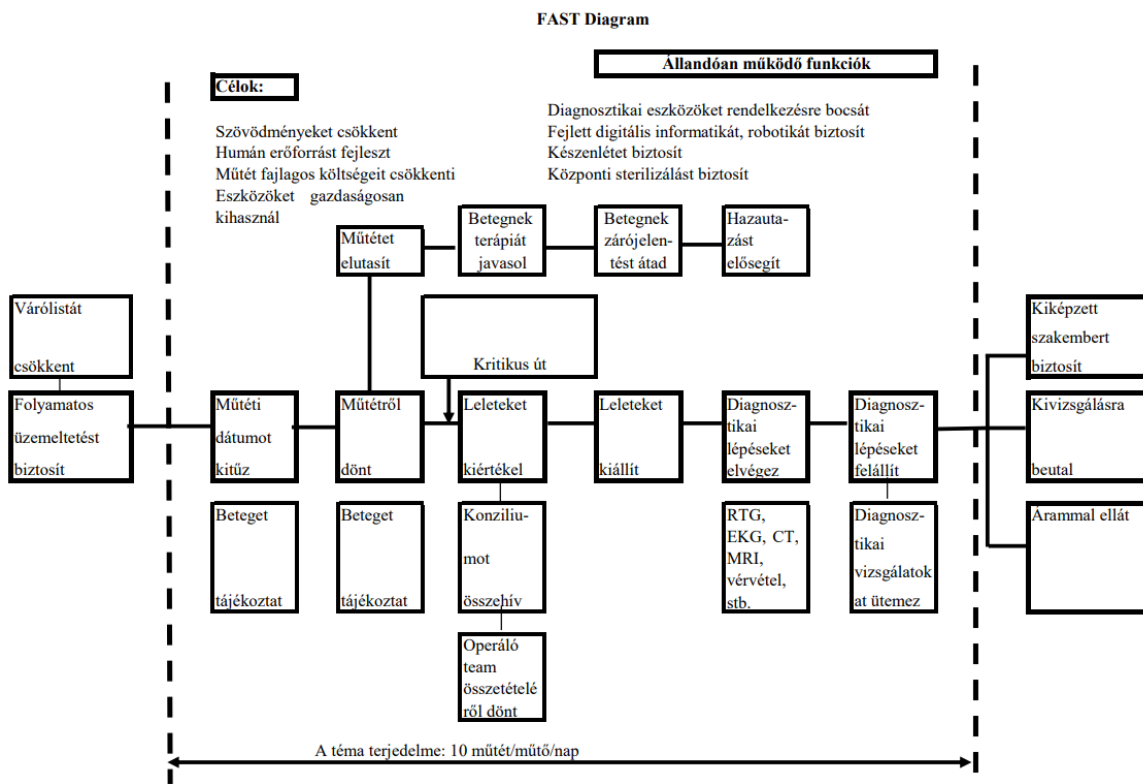 FAST Diagram
Állandóan működő funkciók
Célok:
Diagnosztikai eszközöket rendelkezésre bocsát
Fejlett digitális informatikát, robotikát biztosít
Készenlétet biztosít
Központi sterilizálást biztosít
Szövödményeket csökkent
Humán erőforrást fejleszt
Műtét fajlagos költségeit csökkenti
Eszközöket gazdaságosan
kihasznál
Műtétet
elutasít
Betegnek
terápiát
javasol
Betegnek
zárójelen-
tést átad
Hazauta-
zást
elősegít
Várólistát
csökkent
Kritikus út
Kiképzett
szakembert
biztosít
Folyamatos
üzemeltetést
biztosít
Műtéti
dátumot
kitűz
Műtétről
dönt
Leleteket
kiértékel
Leleteket
kiállít
Diagnosz-
tikai
lépéseket
elvégez
Diagnosz-
tikai
lépéseket
felállít
Kivizsgálásra
beutal
Beteget
tájékoztat
Beteget
tájékoztat
Konziliu-
mot
összehív
RTG,
EKG, CT,
MRI,
vérvétel,
stb.
Diagnosz-
tikai
vizsgálatok
at ütemez
Árammal ellát
Operáló
team
összetételé
ről dönt
A téma terjedelme: 10 műtét/műtő/nap